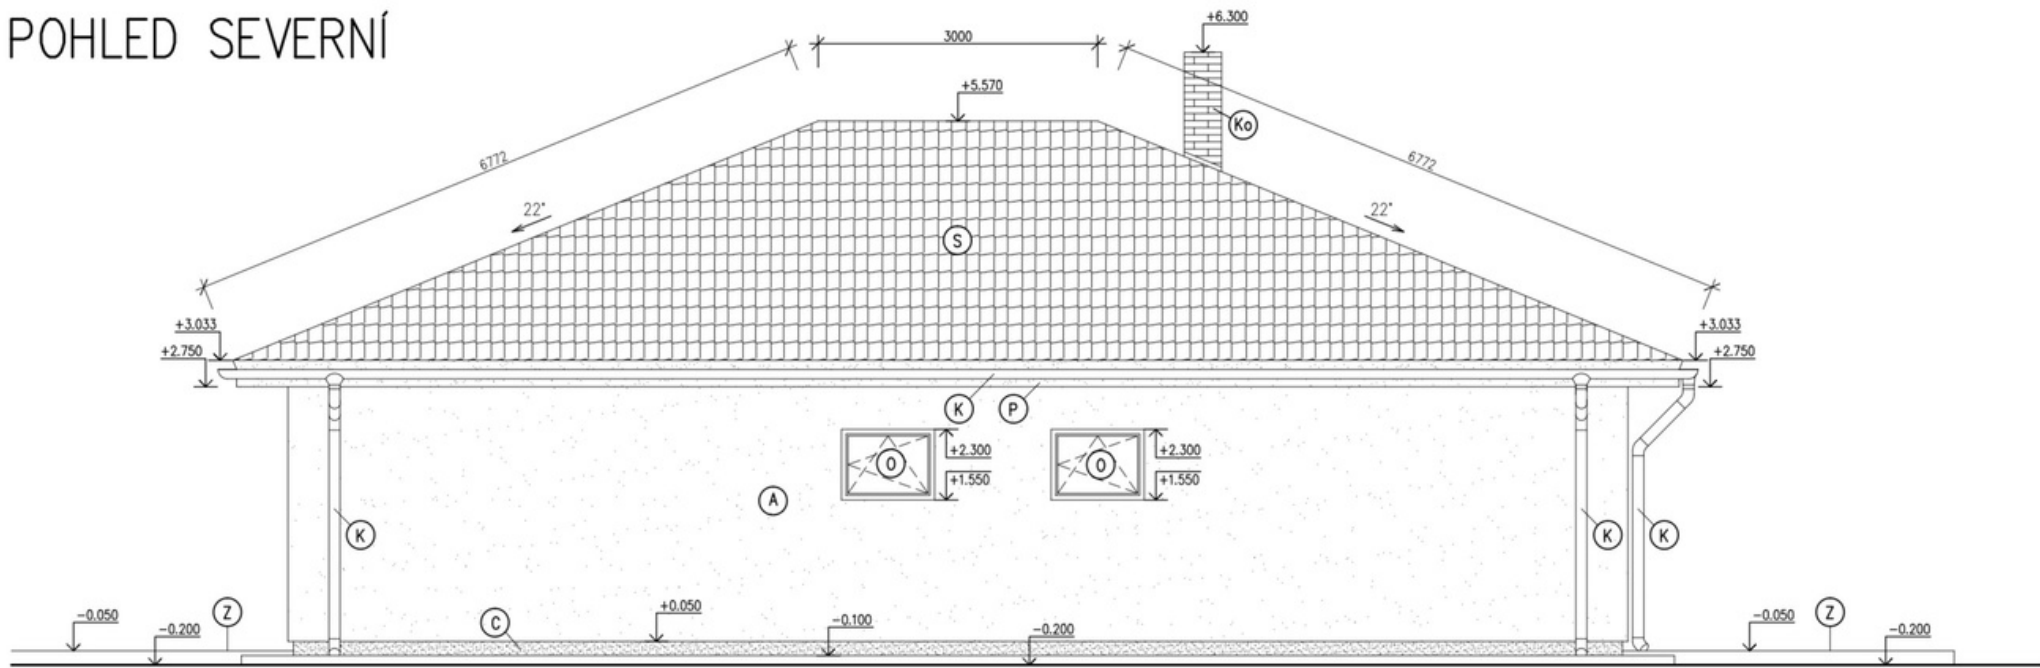 POHLED SEVERNÍ
+6.300
3000
+5.570
Ko
6772
6772
22°
22°
S
+3.033
+3.033
+2.750
+2.750
K
P
+2.300
+2.300
O
O
+1.550
+1.550
A
K
K
K
-0.050
Z
-0.200
C
+0.050
-0.100
-0.200
-0.050
Z
-0.200